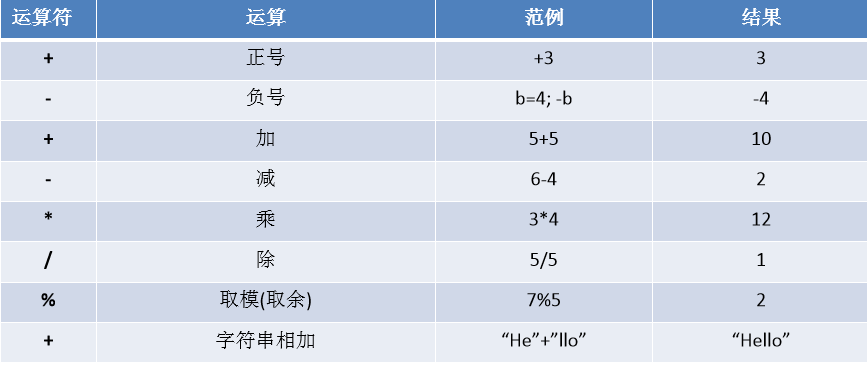 运算符 运算 范例 结果
+ 正号 +3 3
- 负号 b=4; -b -4
+ 加 5+5 10
- 减 6-4 2
* 乘 3*4 12
/ 除 5/5 1
% 取模(取余) 7%5 2
+ 字符串相加 “He”+”llo” “Hello”